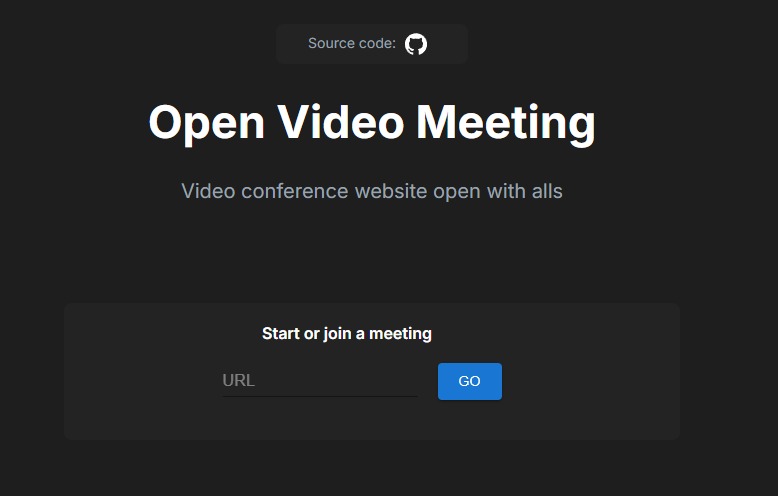 Source code:
Open Video Meeting
Video conference website open with alls
Start or join a meeting
URL
GO